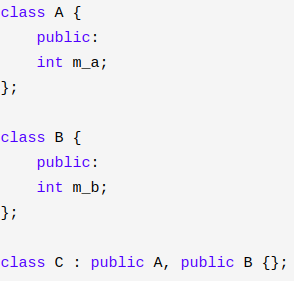 class A {
    public:
    int m_a;
};

class B {
    public:
    int m_b;
};

class C : public A, public B {};